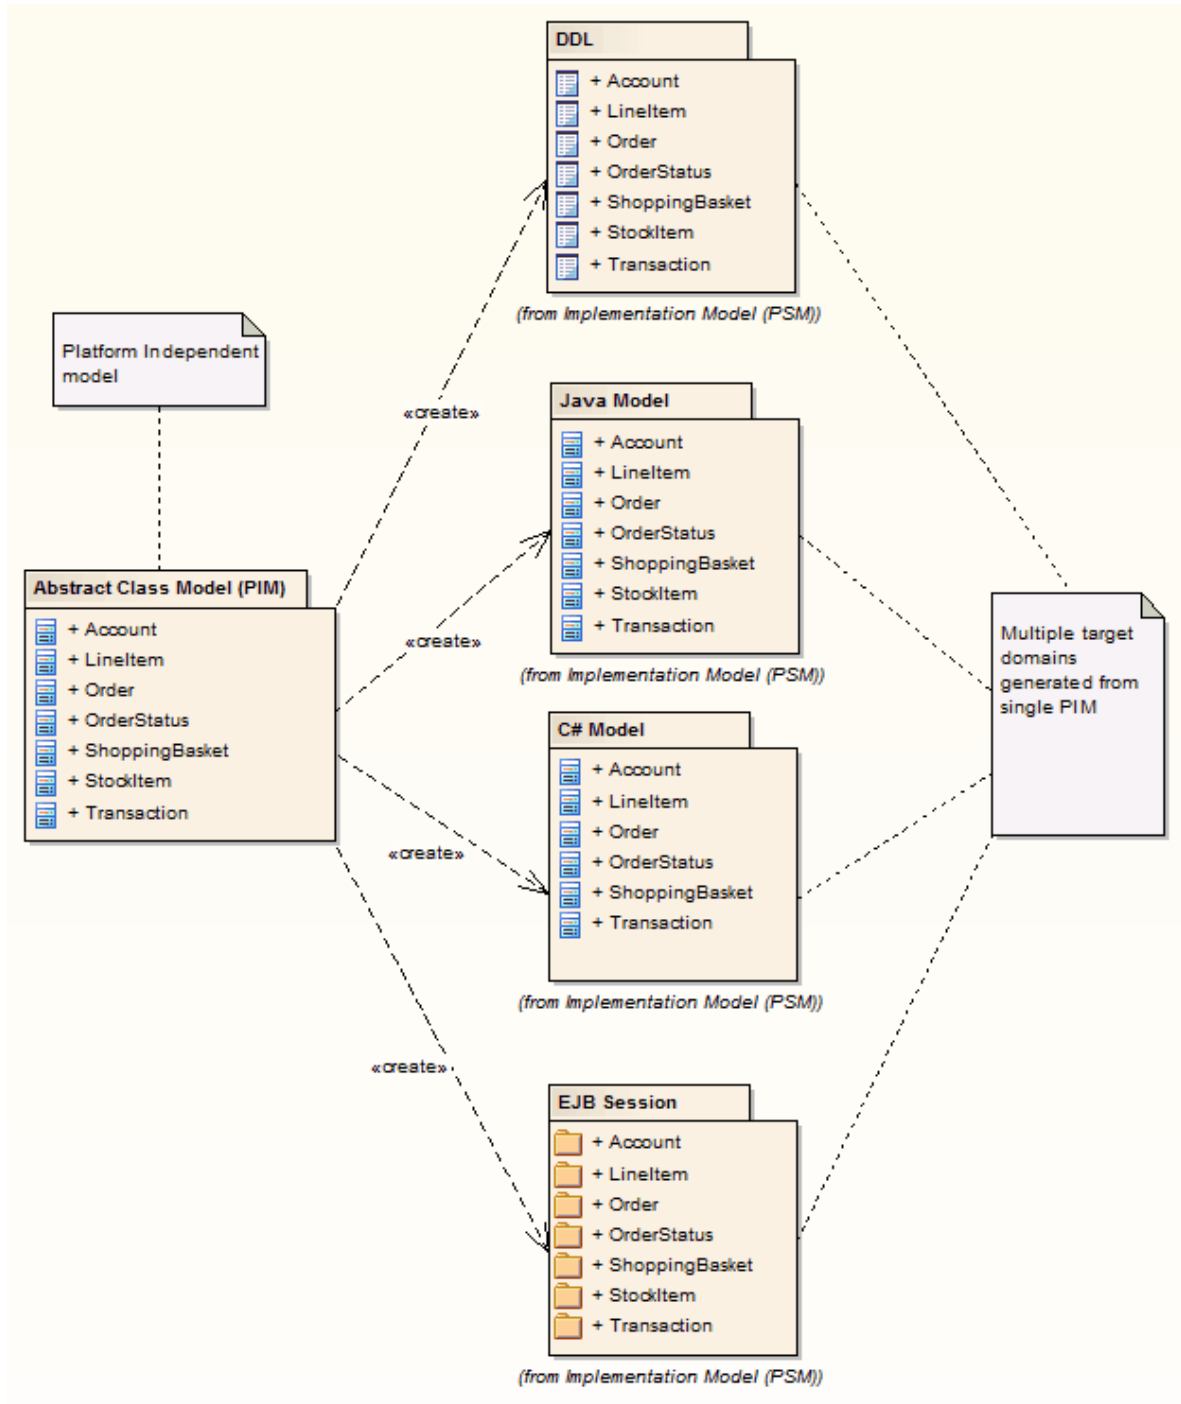 DDL
+ Account
+ LineItem
+ Order
+ OrderStatus
+ ShoppingBasket
+ StockItem
+ Transaction
(from Implementation Model (PSM))
Platform Independent
model
«create»
Java Model
+ Account
+ LineItem
+ Order
+ OrderStatus
+ ShoppingBasket
+ StockItem
+ Transaction
(from Implementation Model (PSM))
«create»
Abstract Class Model (PIM)
+ Account
+ LineItem
+ Order
+ OrderStatus
+ ShoppingBasket
+ StockItem
+ Transaction
Multiple target
domains
generated from
single PIM
C# Model
+ Account
+ LineItem
+ Order
+ OrderStatus
+ ShoppingBasket
+ Transaction
(from Implementation Model (PSM))
«create»
«create»
EJB Session
+ Account
+ LineItem
+ Order
+ OrderStatus
+ ShoppingBasket
+ StockItem
+ Transaction
(from Implementation Model (PSM))